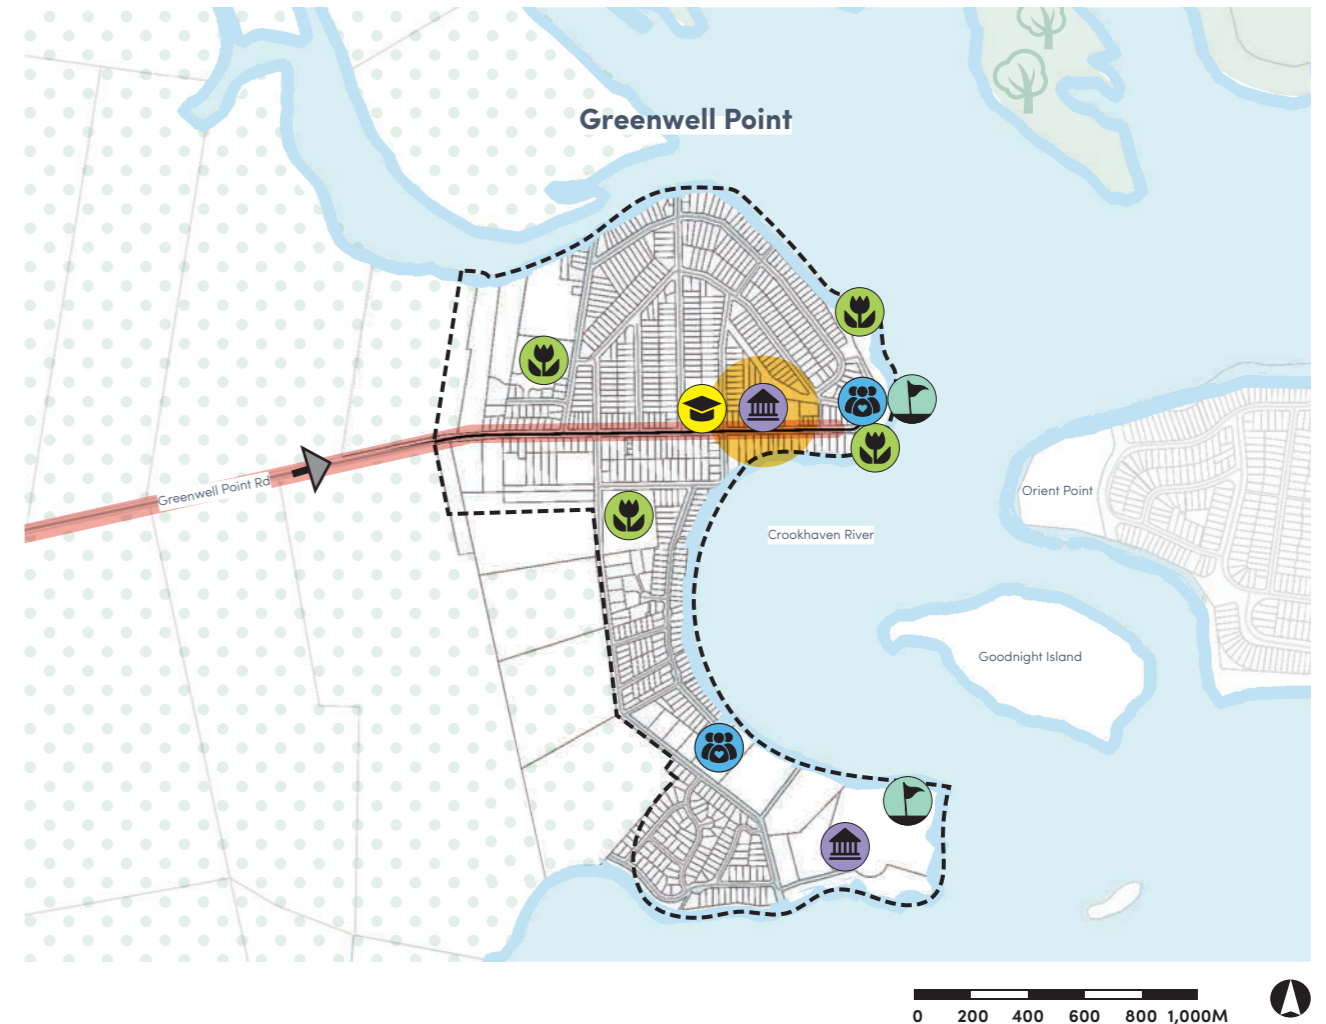 Greenwell Point
Greenwell Point Rd
Orient Point
Crookhaven River
Goodnight Island
0 200 400 600 800 1,000M